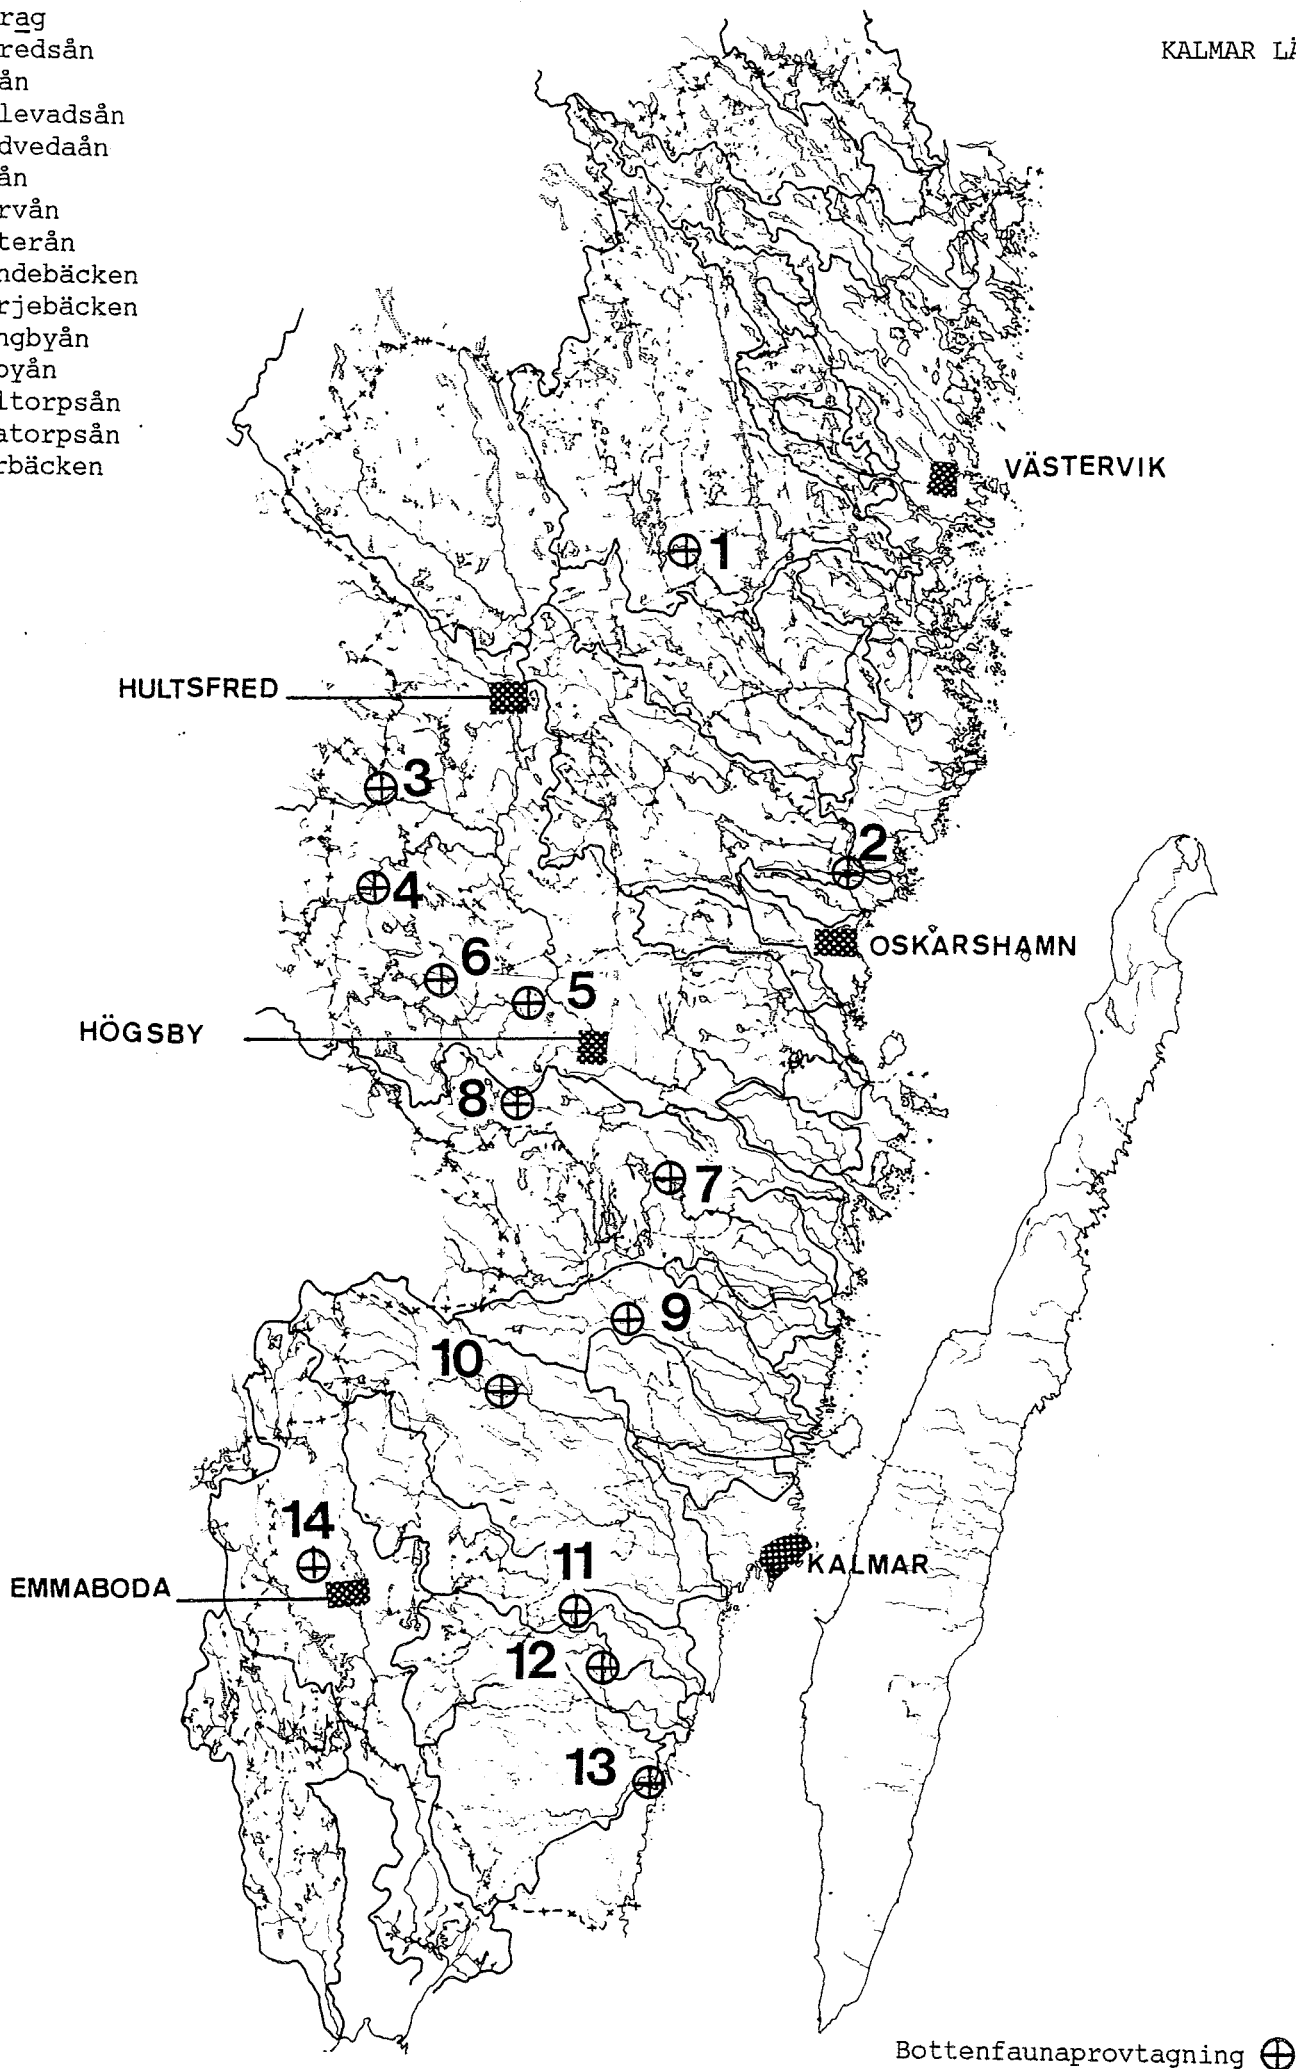 rag
redsån
ån
levadsån
dvedaån
ån
rvån
terån
ndebäcken
rjebäcken
ngbyån
oyån
ltorpsån
atorpsån
rbäcken
KALMAR LÄ
VÄSTERVIK
1
HULTSFRED
3
2
4
OSKARSHAMN
6
5
HÖGSBY
8
7
9
10
14
11
KALMAR
EMMABODA
12
13
Bottenfaunaprovtagning